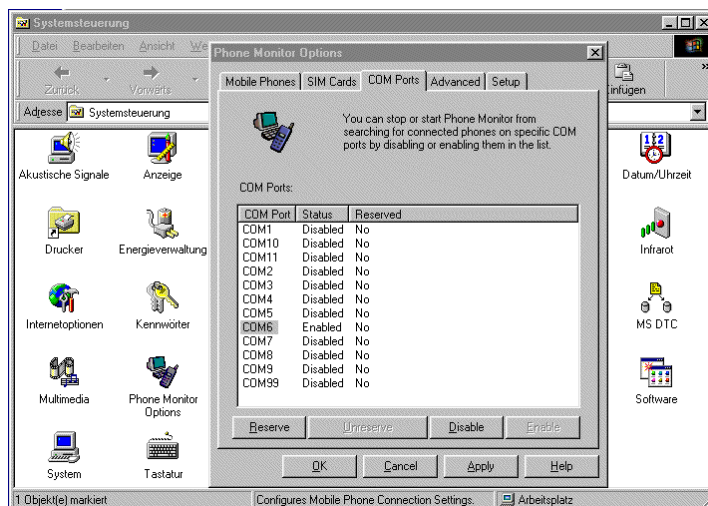 Systemsteuerung
Datei Bearbeiten Ansicht We
Zurück Vorwärts
Einfügen
Adresse Systemsteuerung
Akustische Signale
Anzeige
Datum/Uhrzeit
Drucker
Energieverwaltung
Infrarot
Internetoptionen
Kennwörter
MS DTC
Multimedia
Phone Monitor
Options
Software
System
Tastatur
Phone Monitor Options
Mobile Phones SIM Cards COM Ports Advanced Setup
You can stop or start Phone Monitor from
searching for connected phones on specific COM
ports by disabling or enabling them in the list.
COM Ports:
COM Port Status Reserved
COM1 Disabled No
COM10 Disabled No
COM11 Disabled No
COM2 Disabled No
COM3 Disabled No
COM4 Disabled No
COM5 Disabled No
COM6 Enabled No
COM7 Disabled No
COM8 Disabled No
COM9 Disabled No
COM99 Disabled No
Reserve Unreserve Disable Enable
OK Cancel Apply Help
1 Objekt(e) markiert Configures Mobile Phone Connection Settings. Arbeitsplatz